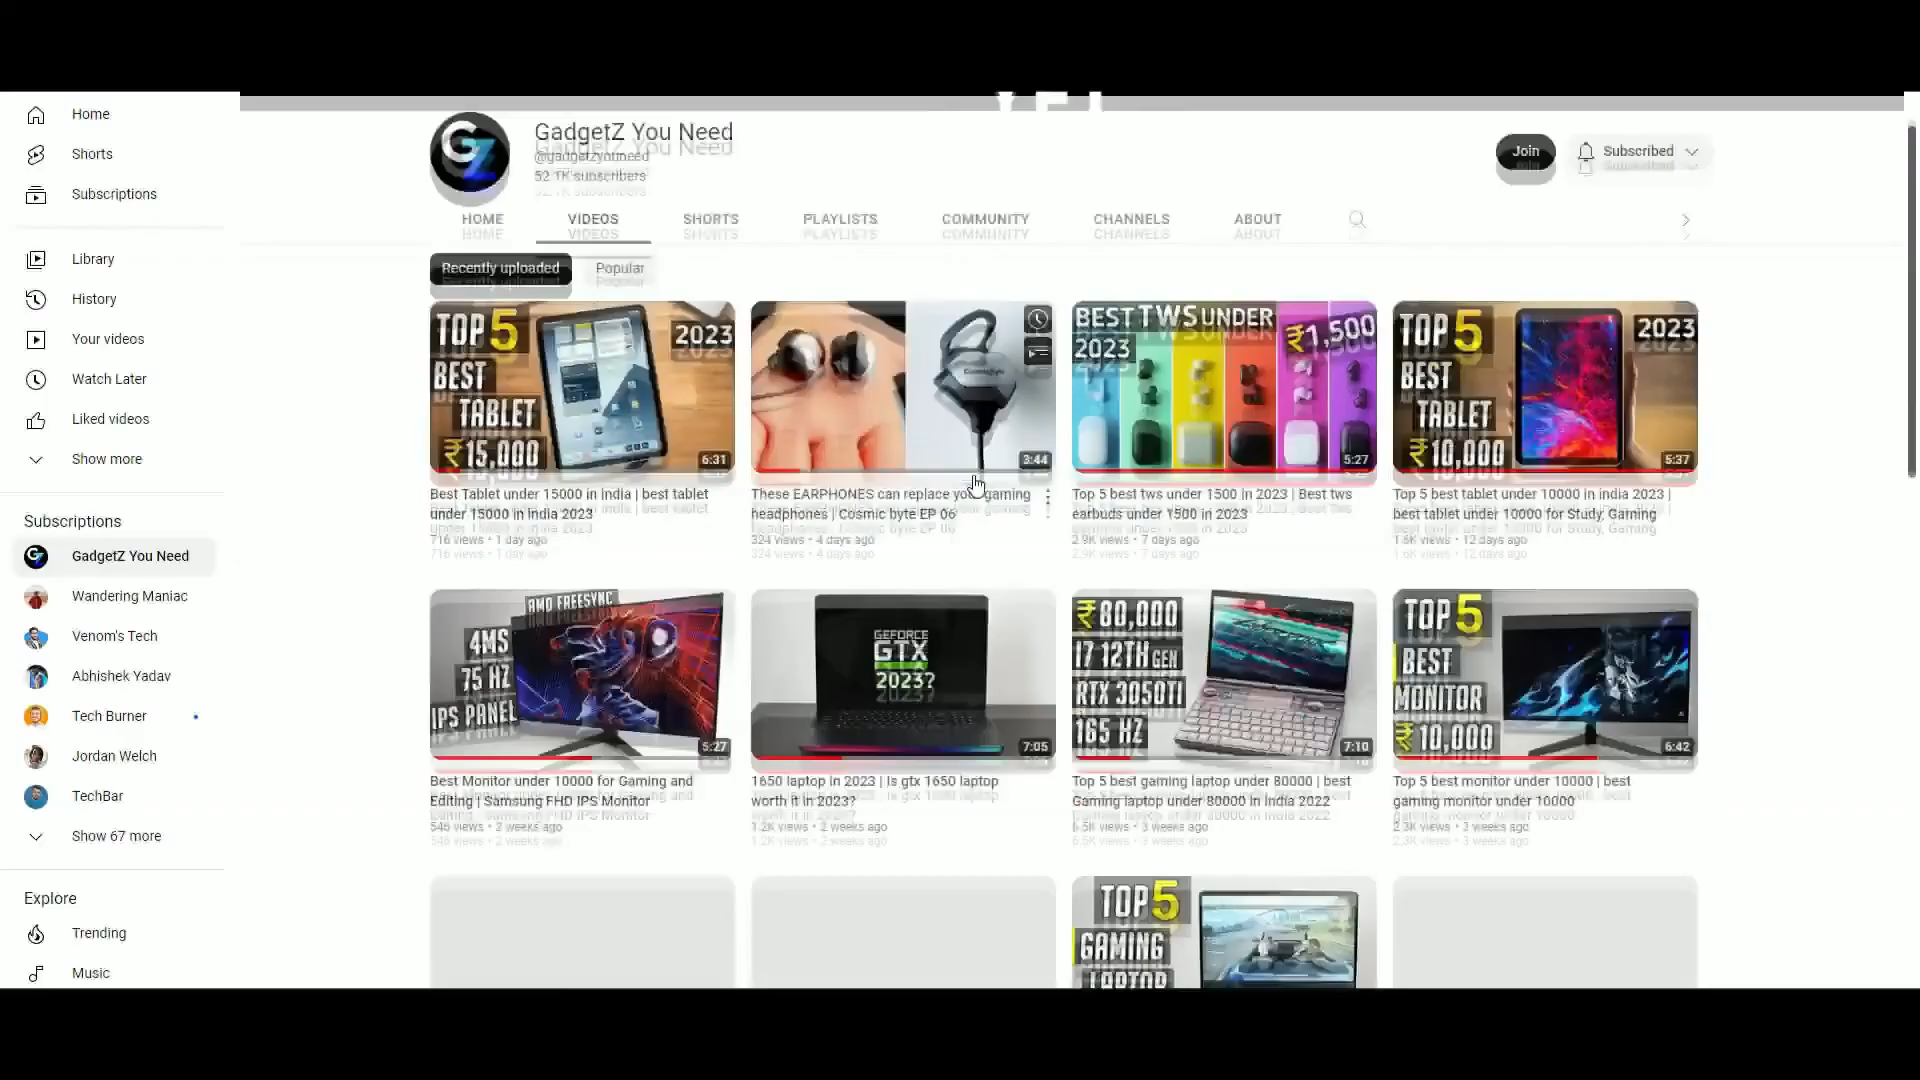 Home
Shorts
Subscriptions
Library
History
Your videos
Watch Later
Liked videos
Show more
Subscriptions
GadgetZ You Need
Wandering Maniac
Venom's Tech
Abhishek Yadav
Tech Burner
Jordan Welch
TechBar
Show 67 more
Explore
Trending
Music
GadgetZ You Need
@gadgetzyouneed
52.1K subscribers
Join
Subscribed
HOME VIDEOS SHORTS PLAYLISTS COMMUNITY CHANNELS ABOUT
Recently uploaded Popular
TOP 5
2023
BEST
TABLET
₹15,000
6:31
Best Tablet under 15000 in india | best tablet
under 15000 in India 2023
716 views • 1 day ago
3:44
These EARPHONES can replace your gaming
headphones | Cosmic byte EP 06
324 views • 4 days ago
BEST TWS UNDER
₹1,500
2023
5:27
Top 5 best tws under 1500 in 2023 | Best tws
earbuds under 1500 in 2023
2.9K views • 7 days ago
TOP 5
2023
BEST
TABLET
₹10,000
5:37
Top 5 best tablet under 10000 in india 2023 |
best tablet under 10000 for Study, Gaming
1.6K views • 12 days ago
AMD FREESYNC
4MS
75 HZ
IPS PANEL
5:27
Best Monitor under 10000 for Gaming and
Editing | Samsung FHD IPS Monitor
546 views • 2 weeks ago
GEFORCE
GTX
2023?
7:05
1650 laptop in 2023 | Is gtx 1650 laptop
worth it in 2023?
1.2K views • 2 weeks ago
₹80,000
I7 12TH GEN
RTX 3050TI
165 HZ
7:10
Top 5 best gaming laptop under 80000 | best
Gaming laptop under 80000 in India 2022
6.5K views • 3 weeks ago
TOP 5
BEST
MONITOR
₹10,000
6:42
Top 5 best monitor under 10000 | best
gaming monitor under 10000
2.3K views • 3 weeks ago
TOP 5
GAMING
LAPTOP